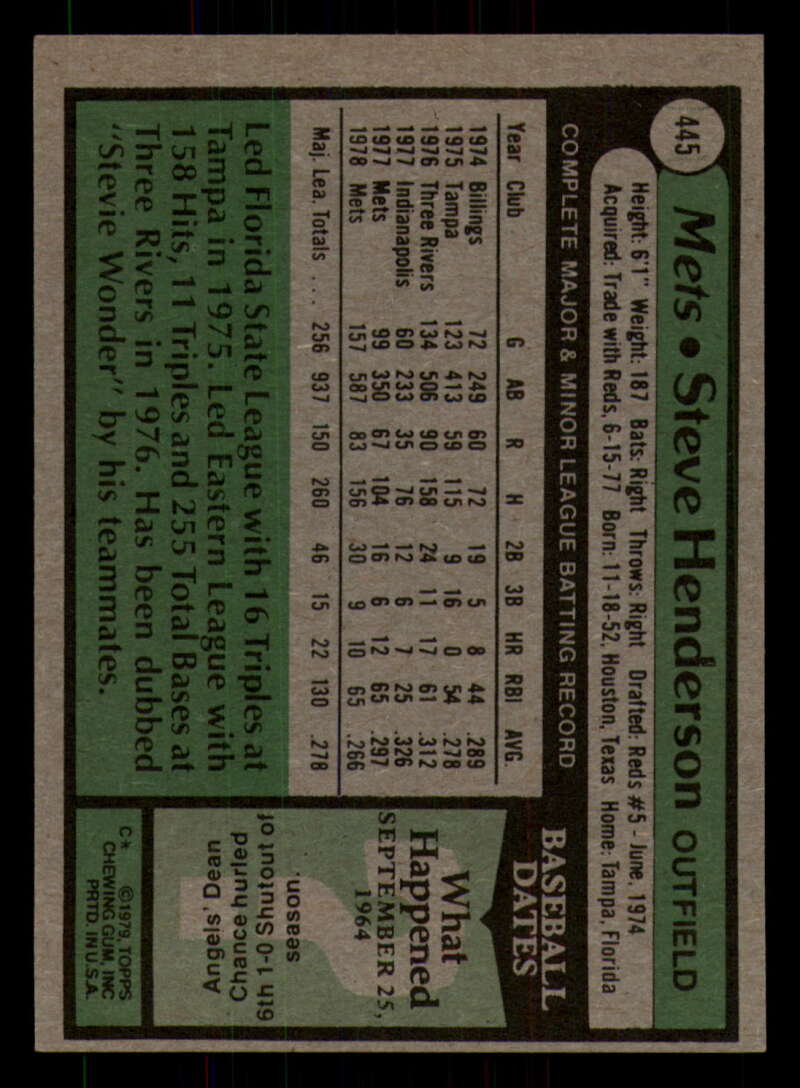 445
Mets • Steve Henderson OUTFIELD
Height: 6'1" Weight: 187 Bats: Right Throws: Right Drafted: Reds #5 - June, 1974
Acquired: Trade with Reds, 6-15-77 Born: 11-18-52, Houston, Texas Home: Tampa, Florida
COMPLETE MAJOR & MINOR LEAGUE BATTING RECORD
Year Club G AB R H 2B 3B HR RBI AVG.
1974 Billings 72 249 60 72 19 5 8 44 .289
1975 Tampa 123 413 59 115 9 16 0 54 .278
1976 Three Rivers 134 506 90 158 24 11 17 61 .312
1977 Indianapolis 60 233 35 76 12 6 7 25 .326
1977 Mets 99 350 67 104 16 6 12 65 .297
1978 Mets 157 587 83 156 30 9 10 65 .266
Maj. Lea. Totals .... 256 937 150 260 46 15 22 130 .278
Led Florida State League with 16 Triples at
Tampa in 1975. Led Eastern League with
158 Hits, 11 Triples and 255 Total Bases at
Three Rivers in 1976. Has been dubbed
"Stevie Wonder" by his teammates.
BASEBALL
DATES
What
Happened
SEPTEMBER 25,
1964
?
Angels' Dean
Chance hurled
6th 1-0 Shutout of
season.
C* ©1979, TOPPS
CHEWING GUM, INC
PRTD. IN U.S.A.